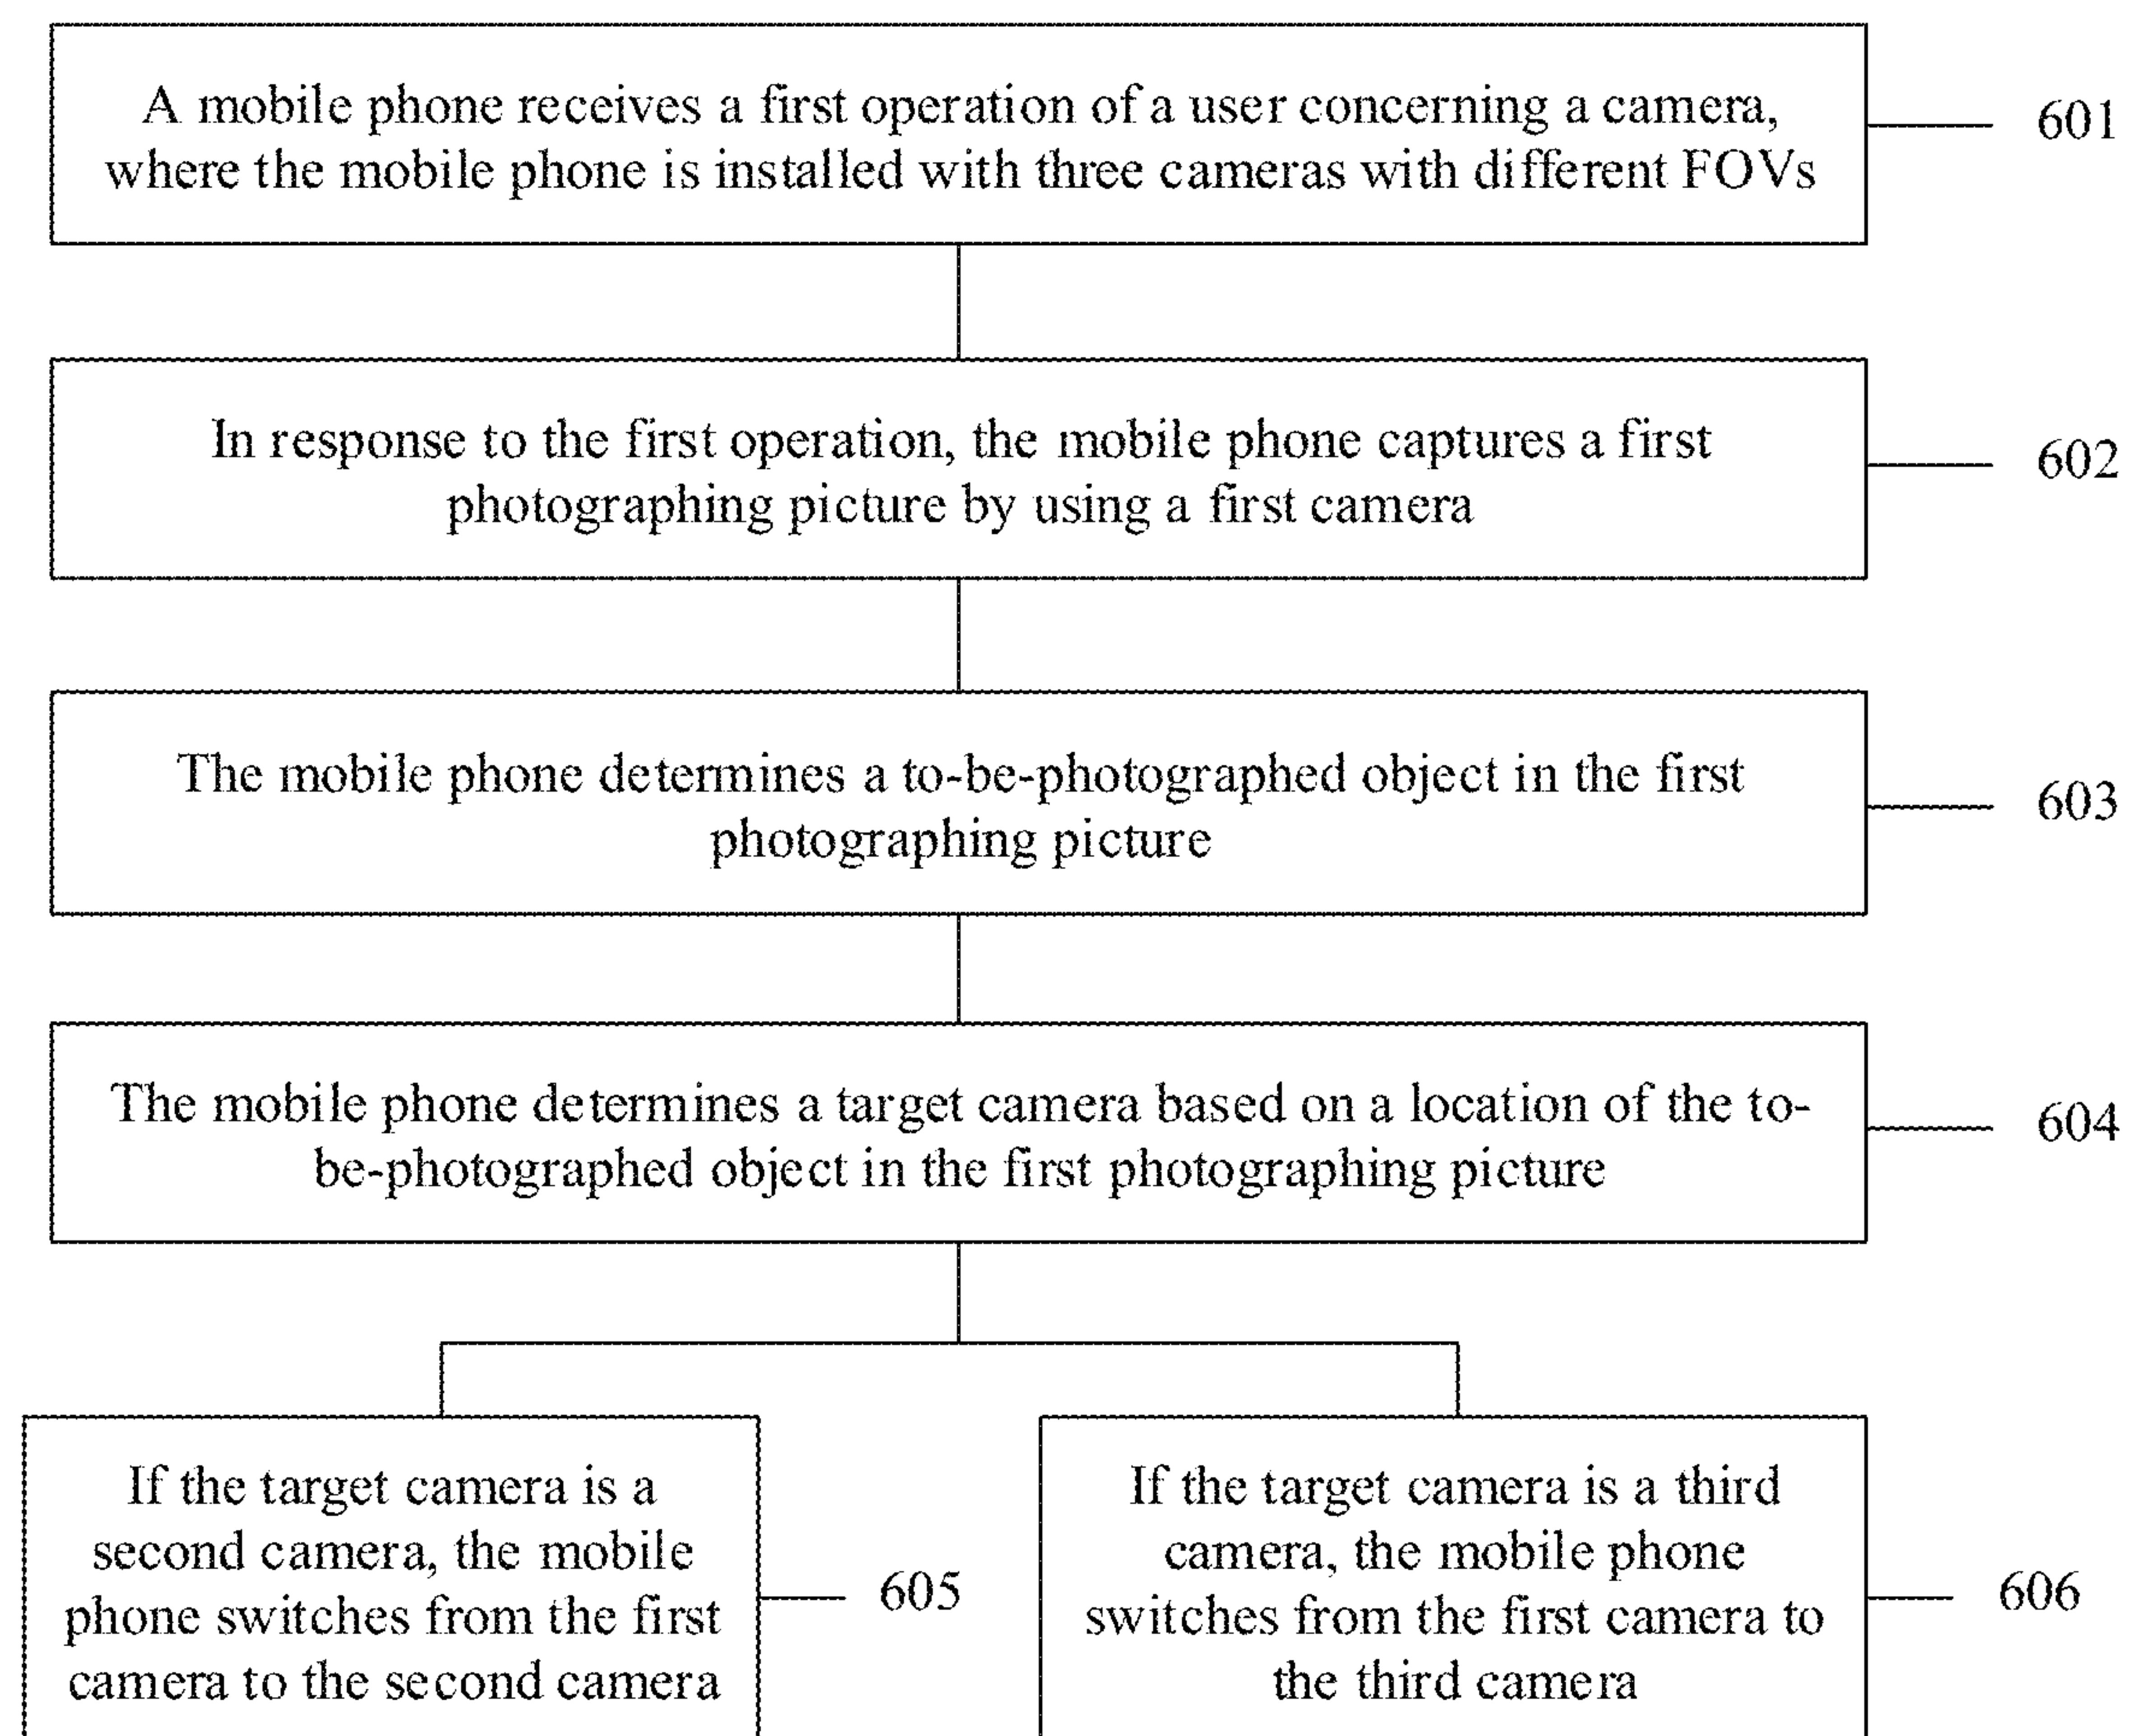 A mobile phone receives a first operation of a user concerning a camera,
where the mobile phone is installed with three cameras with different FOVs
601
In response to the first operation, the mobile phone captures a first
photographing picture by using a first camera
602
The mobile phone determines a to-be-photographed object in the first
photographing picture
603
The mobile phone determines a target camera based on a location of the to-
be-photographed object in the first photographing picture
604
If the target camera is a
second camera, the mobile
phone switches from the first
camera to the second camera
605
If the target camera is a third
camera, the mobile phone
switches from the first camera to
the third camera
606